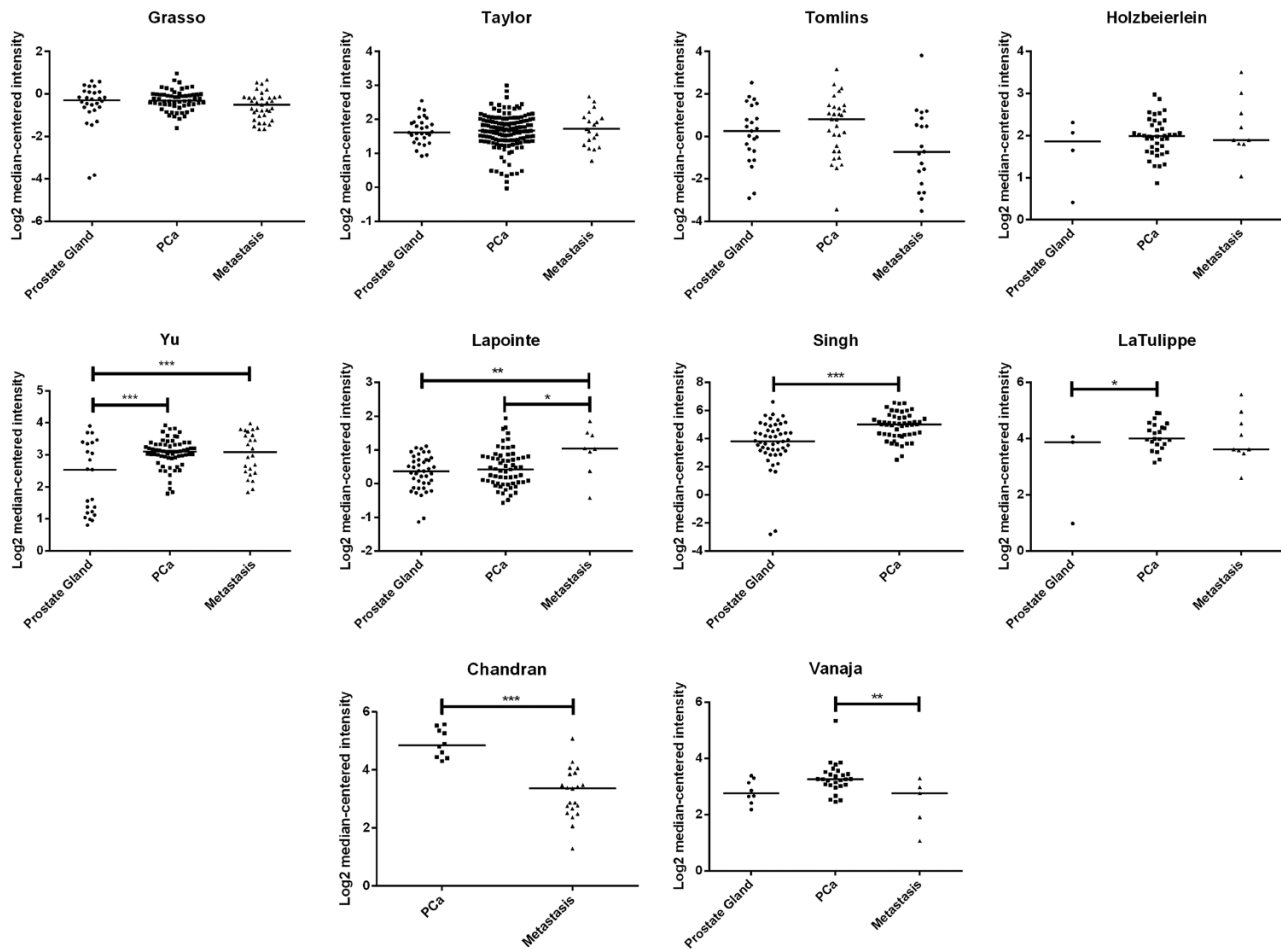 Grasso
Log2 median-centered intensity
2
0
-2
-4
-6
Prostate Gland
PCa
Metastasis
Taylor
Log2 median-centered intensity
4
3
2
1
0
-1
Prostate Gland
PCa
Metastasis
Tomlins
Log2 median-centered intensity
4
2
0
-2
-4
Prostate Gland
PCa
Metastasis
Holzbeierlein
Log2 median-centered intensity
4
3
2
1
0
Prostate Gland
PCa
Metastasis
Yu
***
***
Log2 median-centered intensity
5
4
3
2
1
0
Prostate Gland
PCa
Metastasis
Lapointe
**
*
Log2 median-centered intensity
3
2
1
0
-1
-2
Prostate Gland
PCa
Metastasis
Singh
***
Log2 median-centered intensity
8
6
4
2
0
-2
-4
Prostate Gland
PCa
LaTulippe
*
Log2 median-centered intensity
6
4
2
0
Prostate Gland
PCa
Metastasis
Chandran
***
Log2 median-centered intensity
6
4
2
0
PCa
Metastasis
Vanaja
**
Log2 median-centered intensity
6
4
2
0
Prostate Gland
PCa
Metastasis